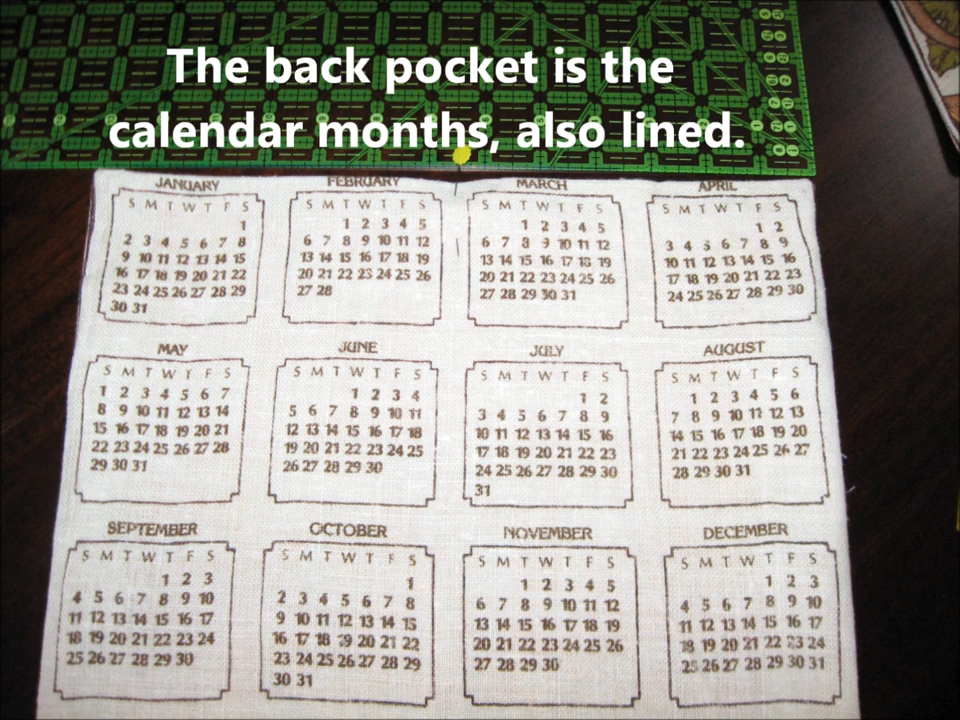 The back pocket is the
calendar months, also lined.
JANUARY FEBRUARY MARCH APRIL
S M T W T F S S M T W T F S S M T W T F S S M T W T F S
1 1 2 3 4 5 1 2 3 4 5 1 2
2 3 4 5 6 7 8 6 7 8 9 10 11 12 6 7 8 9 10 11 12 3 4 5 6 7 8 9
9 10 11 12 13 14 15 13 14 15 16 17 18 19 13 14 15 16 17 18 19 10 11 12 13 14 15 16
16 17 18 19 20 21 22 20 21 22 23 24 25 26 20 21 22 23 24 25 26 17 18 19 20 21 22 23
23 24 25 26 27 28 29 27 28 27 28 29 30 31 24 25 26 27 28 29 30
30 31
MAY JUNE JULY AUGUST
S M T W T F S S M T W T F S S M T W T F S S M T W T F S
1 2 3 4 5 6 7 1 2 3 4 1 2 1 2 3 4 5 6
8 9 10 11 12 13 14 5 6 7 8 9 10 11 3 4 5 6 7 8 9 7 8 9 10 11 12 13
15 16 17 18 19 20 21 12 13 14 15 16 17 18 10 11 12 13 14 15 16 14 15 16 17 18 19 20
22 23 24 25 26 27 28 19 20 21 22 23 24 25 17 18 19 20 21 22 23 21 22 23 24 25 26 27
29 30 31 26 27 28 29 30 24 25 26 27 28 29 30 28 29 30 31
31
SEPTEMBER OCTOBER NOVEMBER DECEMBER
S M T W T F S S M T W T F S S M T W T F S S M T W T F S
1 2 3 1 1 2 3 4 5 1 2 3
4 5 6 7 8 9 10 2 3 4 5 6 7 8 6 7 8 9 10 11 12 4 5 6 7 8 9 10
11 12 13 14 15 16 17 9 10 11 12 13 14 15 13 14 15 16 17 18 19 11 12 13 14 15 16 17
18 19 20 21 22 23 24 16 17 18 19 20 21 22 20 21 22 23 24 25 26 18 19 20 21 22 23 24
25 26 27 28 29 30 23 24 25 26 27 28 29 27 28 29 30 25 26 27 28 29 30 31
30 31